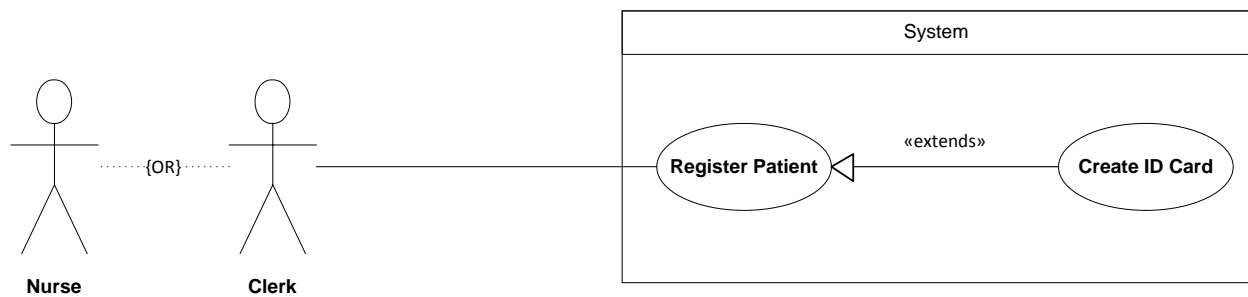 System
{OR}
«extends»
Register Patient
Create ID Card
Nurse
Clerk